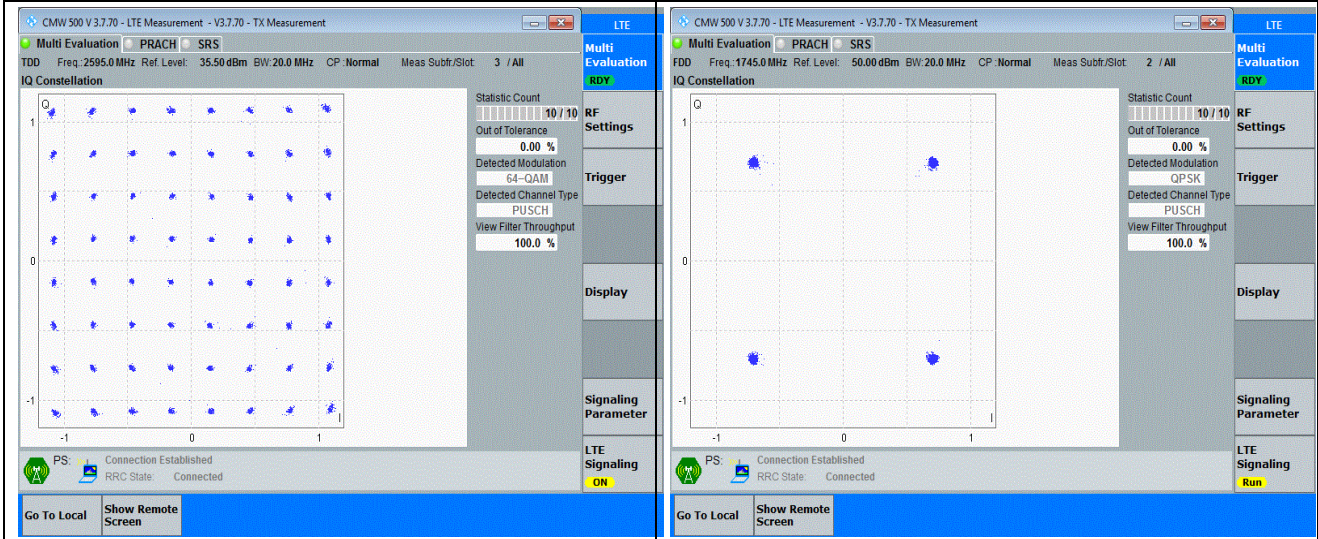 CMW 500 V 3.7.70 - LTE Measurement - V3.7.70 - TX Measurement
LTE
Multi Evaluation PRACH SRS
Multi
Evaluation
RDY
TDD Freq.:2595.0 MHz Ref. Level: 35.50 dBm BW:20.0 MHz CP :Normal Meas Subfr./Slot: 3 / All
IQ Constellation
Q
1
0
-1
-1 0 1
I
Statistic Count
10 / 10
Out of Tolerance
0.00 %
Detected Modulation
64-QAM
Detected Channel Type
PUSCH
View Filter Throughput
100.0 %
RF
Settings
Trigger
Display
Signaling
Parameter
LTE
Signaling
ON
PS: Connection Established
RRC State: Connected
Go To Local
Show Remote
Screen
CMW 500 V 3.7.70 - LTE Measurement - V3.7.70 - TX Measurement
LTE
Multi Evaluation PRACH SRS
Multi
Evaluation
RDY
FDD Freq.:1745.0 MHz Ref. Level: 50.00 dBm BW:20.0 MHz CP :Normal Meas Subfr./Slot: 2 / All
IQ Constellation
Q
1
0
-1
-1 0 1
I
Statistic Count
10 / 10
Out of Tolerance
0.00 %
Detected Modulation
QPSK
Detected Channel Type
PUSCH
View Filter Throughput
100.0 %
RF
Settings
Trigger
Display
Signaling
Parameter
LTE
Signaling
Run
PS: Connection Established
RRC State: Connected
Go To Local
Show Remote
Screen